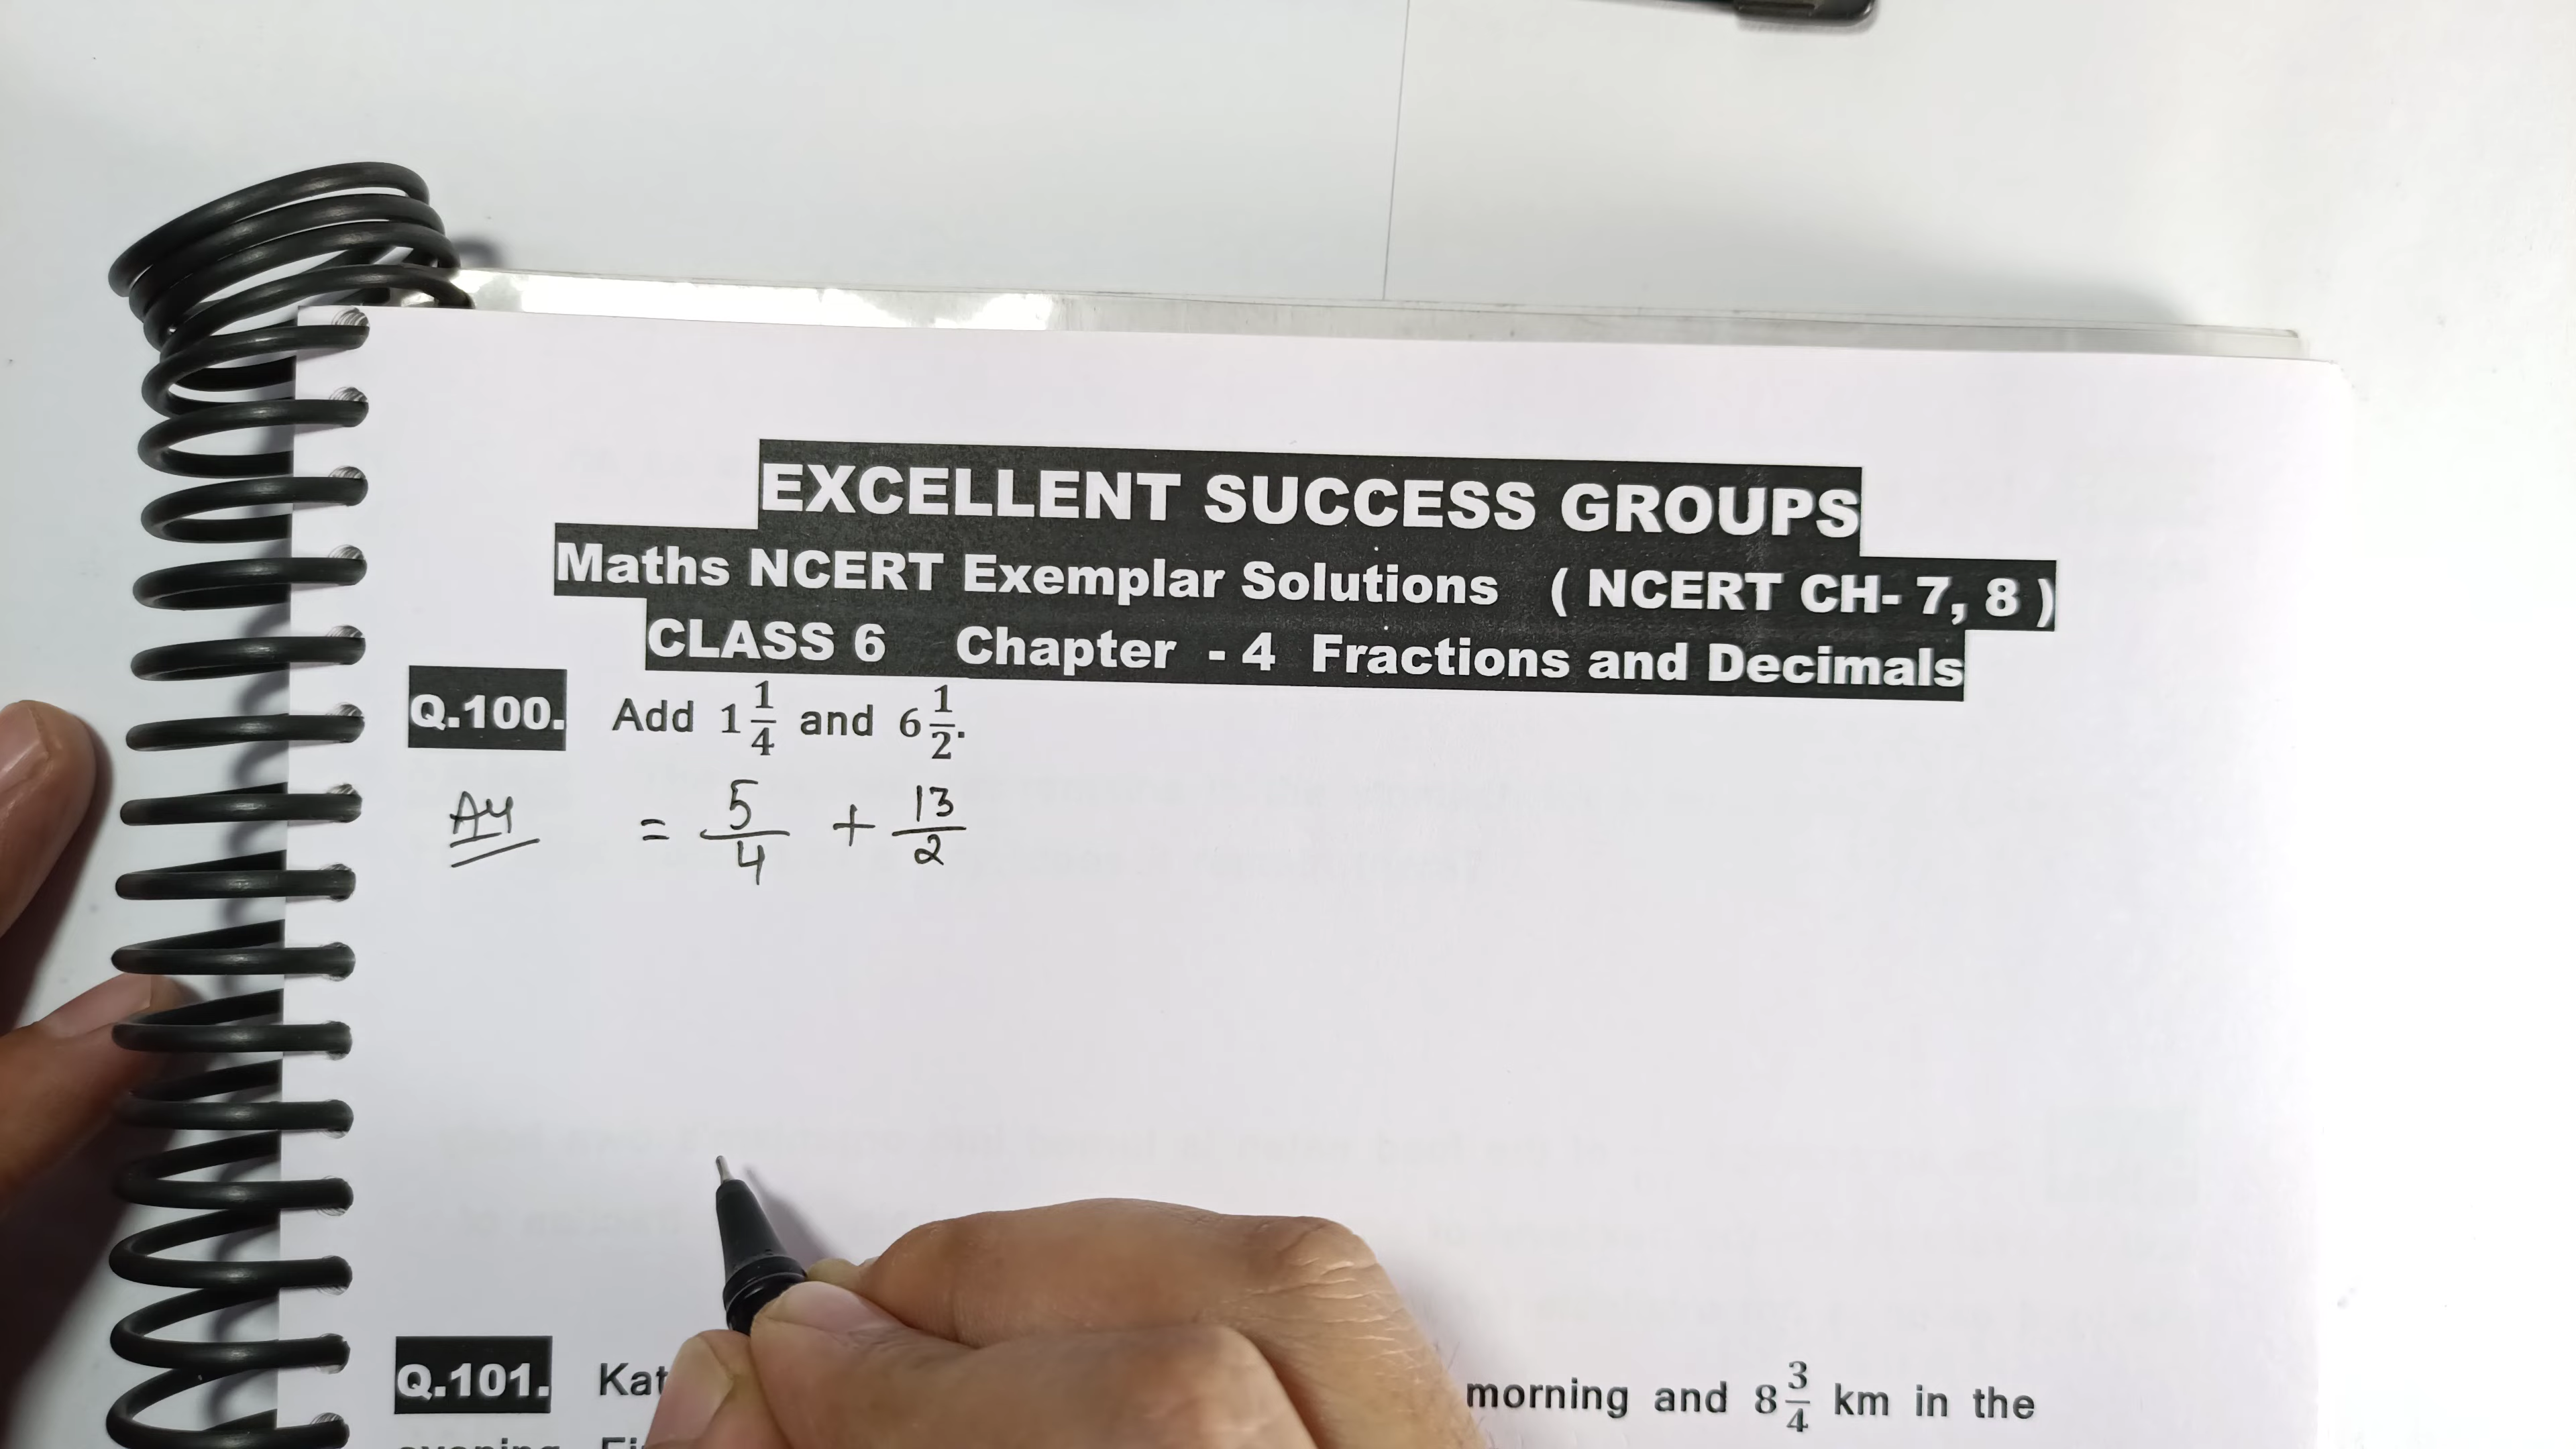 EXCELLENT SUCCESS GROUPS
Maths NCERT Exemplar Solutions ( NCERT CH- 7, 8 )
CLASS 6 Chapter - 4 Fractions and Decimals
Q.100. Add 1 1/4 and 6 1/2.
= 5/4 + 13/2
Q.101. Kat morning and 8 3/4 km in the